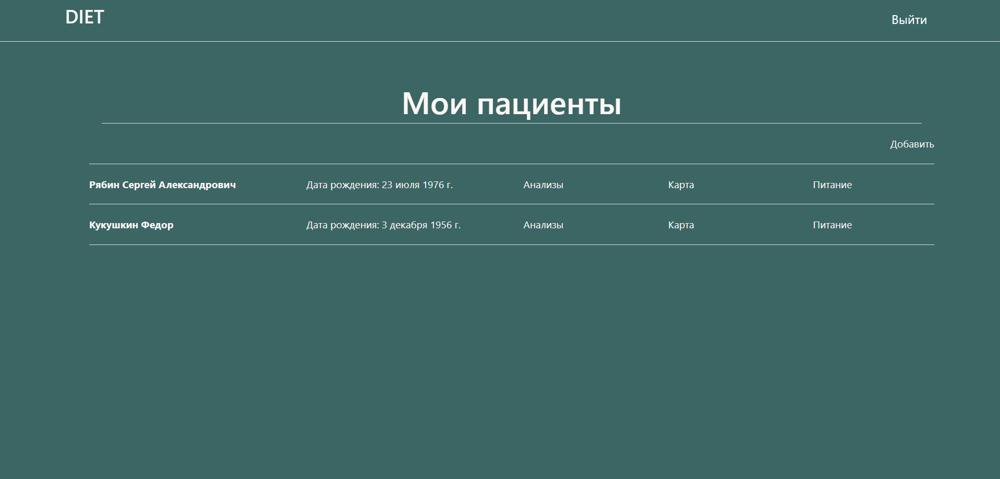 DIET Выйти
Мои пациенты
Добавить
Рябин Сергей Александрович Дата рождения: 23 июля 1976 г. Анализы Карта Питание
Кукушкин Федор Дата рождения: 3 декабря 1956 г. Анализы Карта Питание